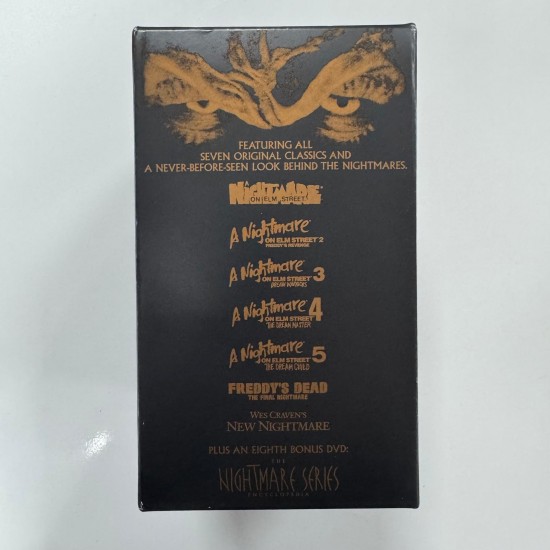 FEATURING ALL
SEVEN ORIGINAL CLASSICS AND
A NEVER-BEFORE-SEEN LOOK BEHIND THE NIGHTMARES.
A
NIGHTMARE
ON ELM STREET
A Nightmare
ON ELM STREET 2
FREDDY'S REVENGE
A Nightmare
ON ELM STREET 3
DREAM WARRIORS
A Nightmare
ON ELM STREET 4
THE DREAM MASTER
A Nightmare
ON ELM STREET 5
THE DREAM CHILD
FREDDY'S DEAD
THE FINAL NIGHTMARE
WES CRAVEN'S
NEW NIGHTMARE
PLUS AN EIGHTH BONUS DVD:
THE
NIGHTMARE SERIES
ENCYCLOPEDIA